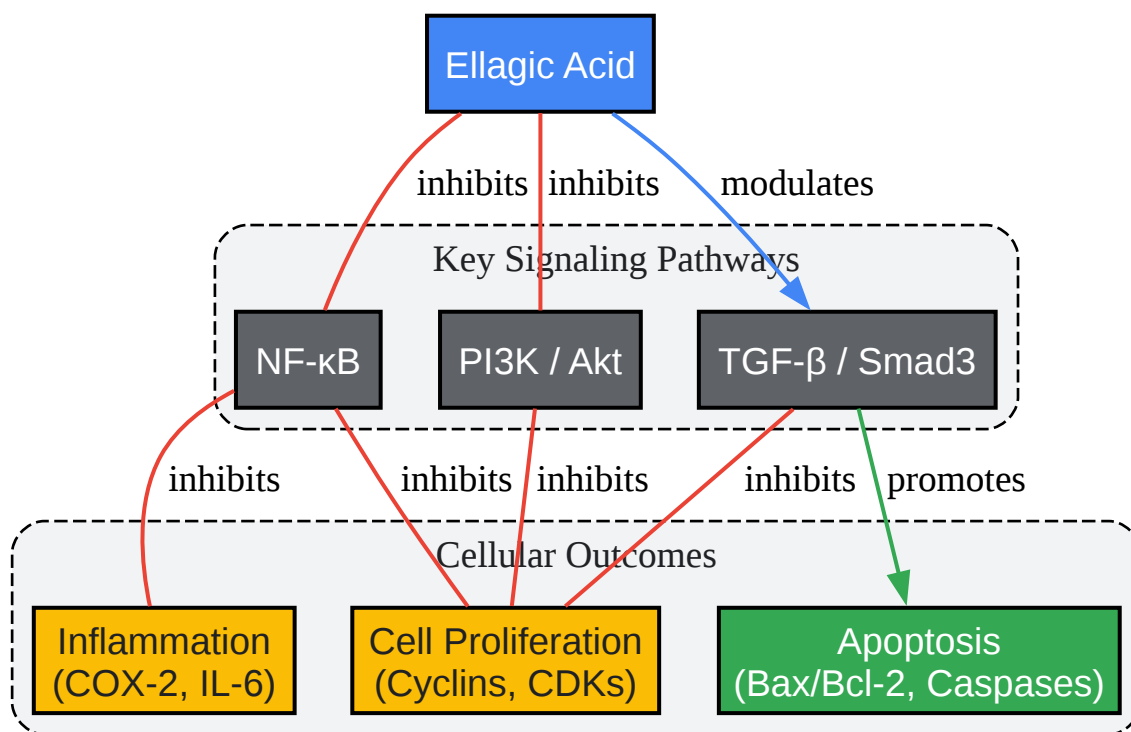 Ellagic Acid
inhibits
inhibits
modulates
Key Signaling Pathways
NF-κB
PI3K / Akt
TGF-β / Smad3
inhibits
inhibits
inhibits
inhibits
promotes
Cellular Outcomes
Inflammation
(COX-2, IL-6)
Cell Proliferation
(Cyclins, CDKs)
Apoptosis
(Bax/Bcl-2, Caspases)